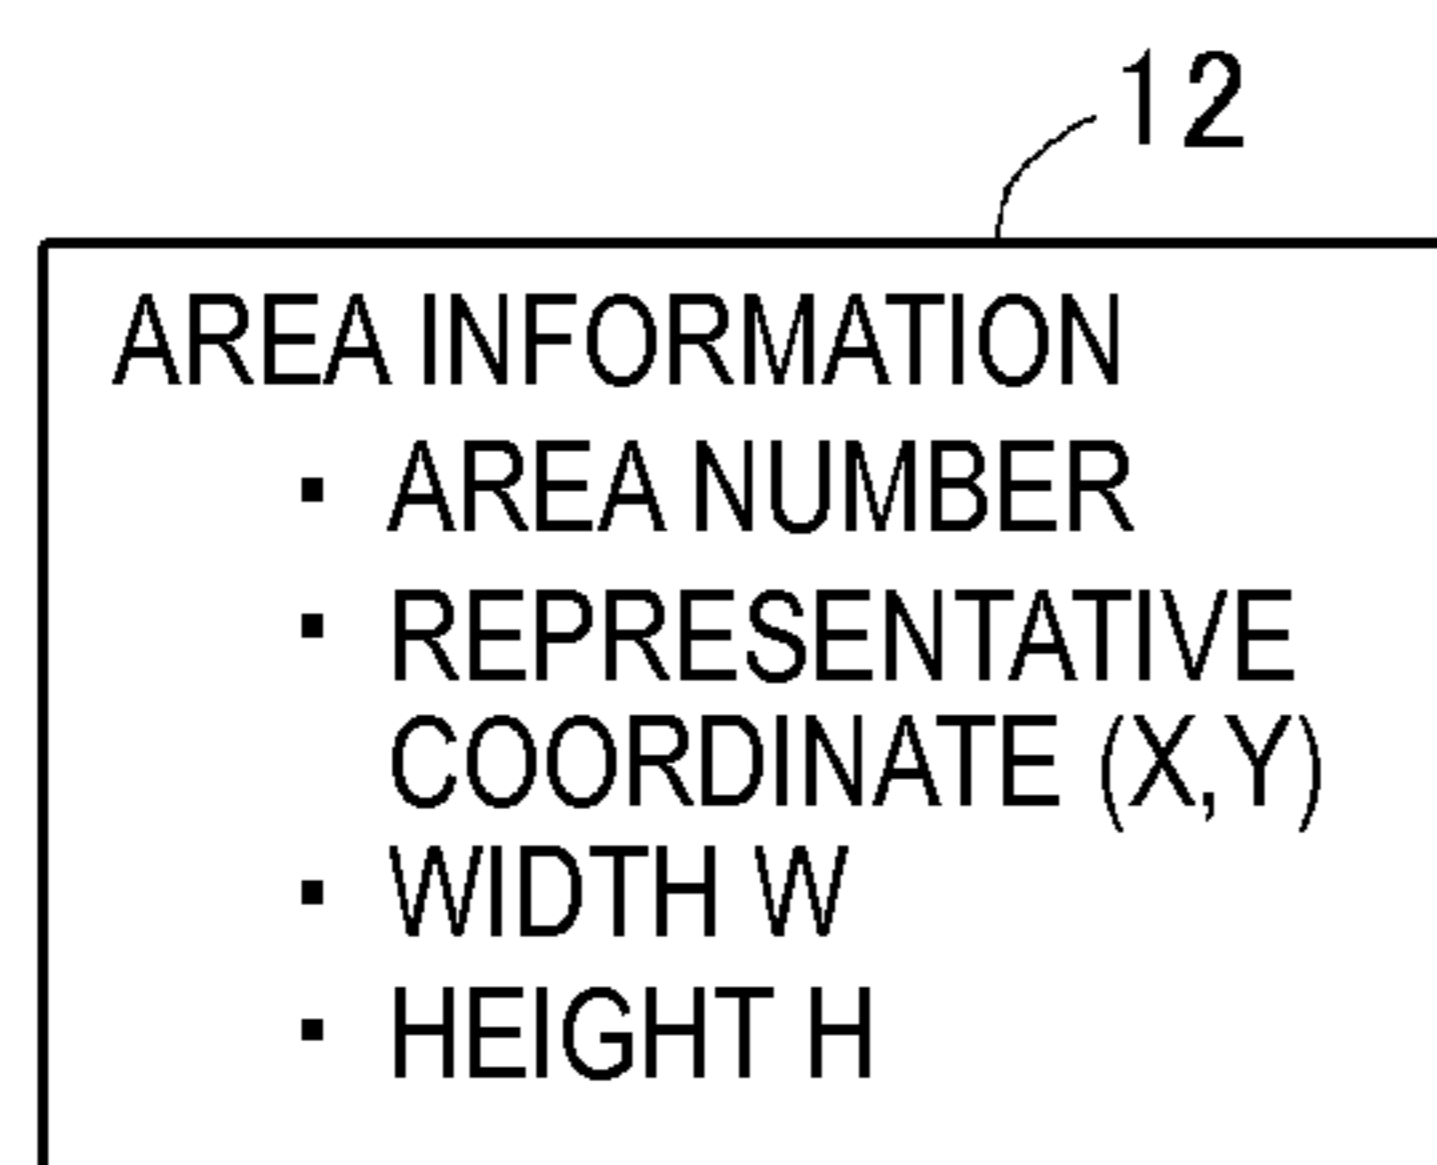 12
AREA INFORMATION
▪ AREA NUMBER
▪ REPRESENTATIVE
COORDINATE (X,Y)
▪ WIDTH W
▪ HEIGHT H